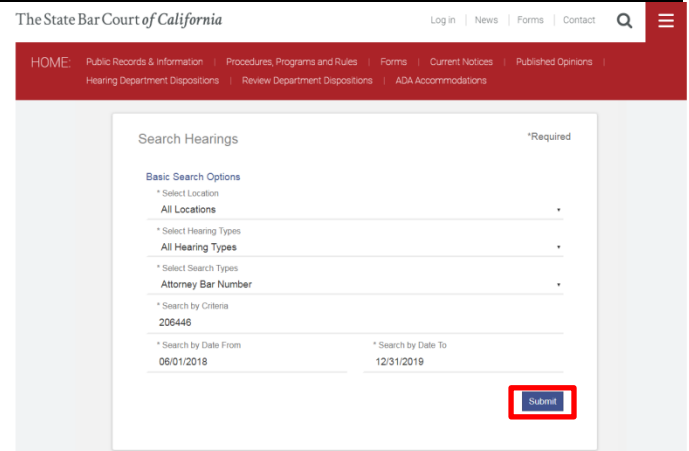 The State Bar Court of California
Log in | News | Forms | Contact
HOME: Public Records & Information | Procedures, Programs and Rules | Forms | Current Notices | Published Opinions |
Hearing Department Dispositions | Review Department Dispositions | ADA Accommodations
Search Hearings *Required
Basic Search Options
* Select Location
All Locations
* Select Hearing Types
All Hearing Types
* Select Search Types
Attorney Bar Number
* Search by Criteria
206446
* Search by Date From * Search by Date To
06/01/2018 12/31/2019
Submit